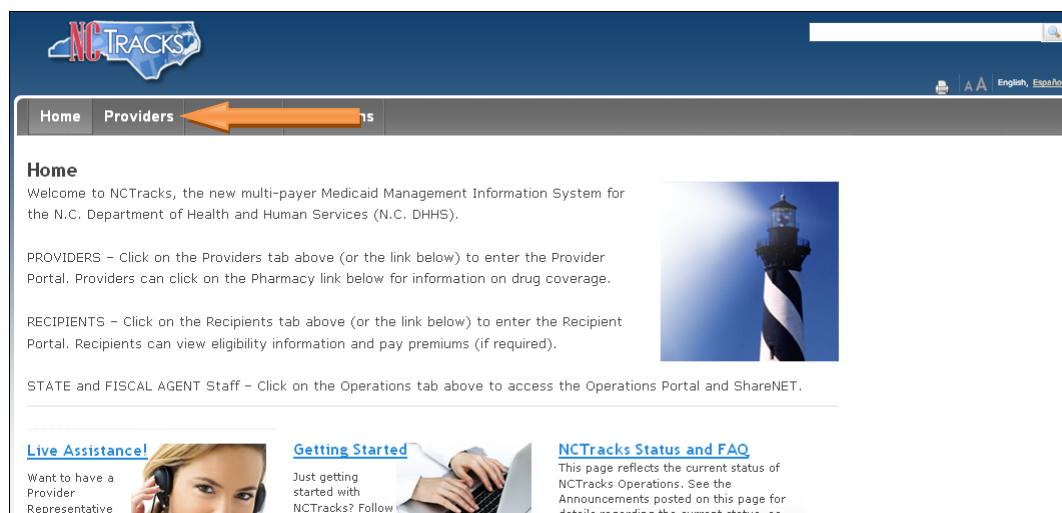 NCTRACKS
A A English, Españo
Home Providers
Home
Welcome to NCTracks, the new multi-payer Medicaid Management Information System for
the N.C. Department of Health and Human Services (N.C. DHHS).
PROVIDERS – Click on the Providers tab above (or the link below) to enter the Provider
Portal. Providers can click on the Pharmacy link below for information on drug coverage.
RECIPIENTS – Click on the Recipients tab above (or the link below) to enter the Recipient
Portal. Recipients can view eligibility information and pay premiums (if required).
STATE and FISCAL AGENT Staff – Click on the Operations tab above to access the Operations Portal and ShareNET.
Live Assistance!
Want to have a
Provider
Representative
Getting Started
Just getting
started with
NCTracks? Follow
NCTracks Status and FAQ
This page reflects the current status of
NCTracks Operations. See the
Announcements posted on this page for
details regarding the current status, as